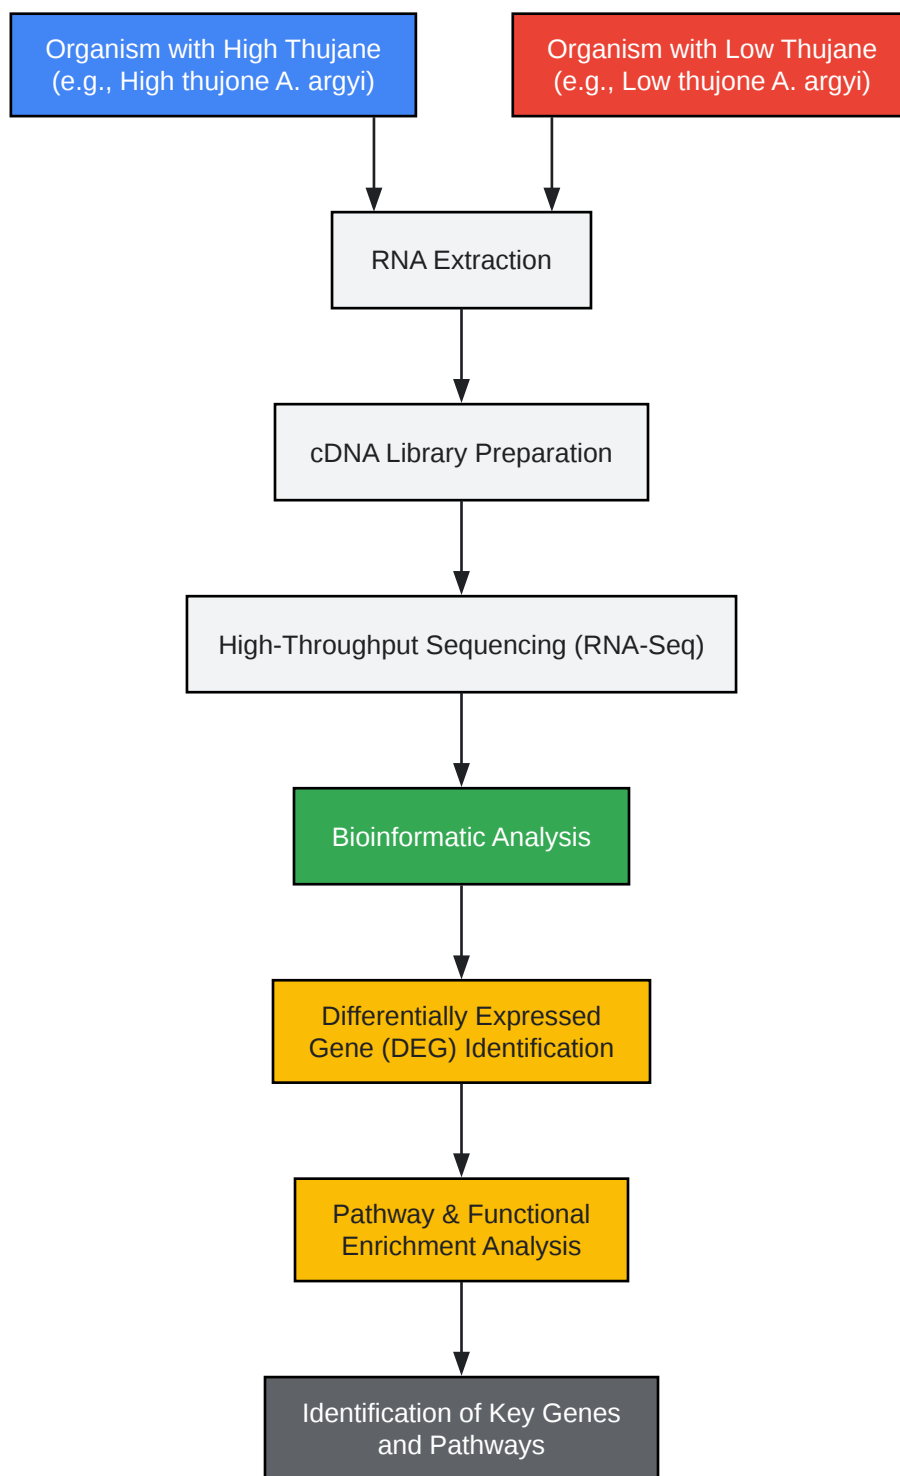 Organism with High Thujane
(e.g., High thujone A. argyi)
Organism with Low Thujane
(e.g., Low thujone A. argyi)
RNA Extraction
cDNA Library Preparation
High-Throughput Sequencing (RNA-Seq)
Bioinformatic Analysis
Differentially Expressed
Gene (DEG) Identification
Pathway & Functional
Enrichment Analysis
Identification of Key Genes
and Pathways